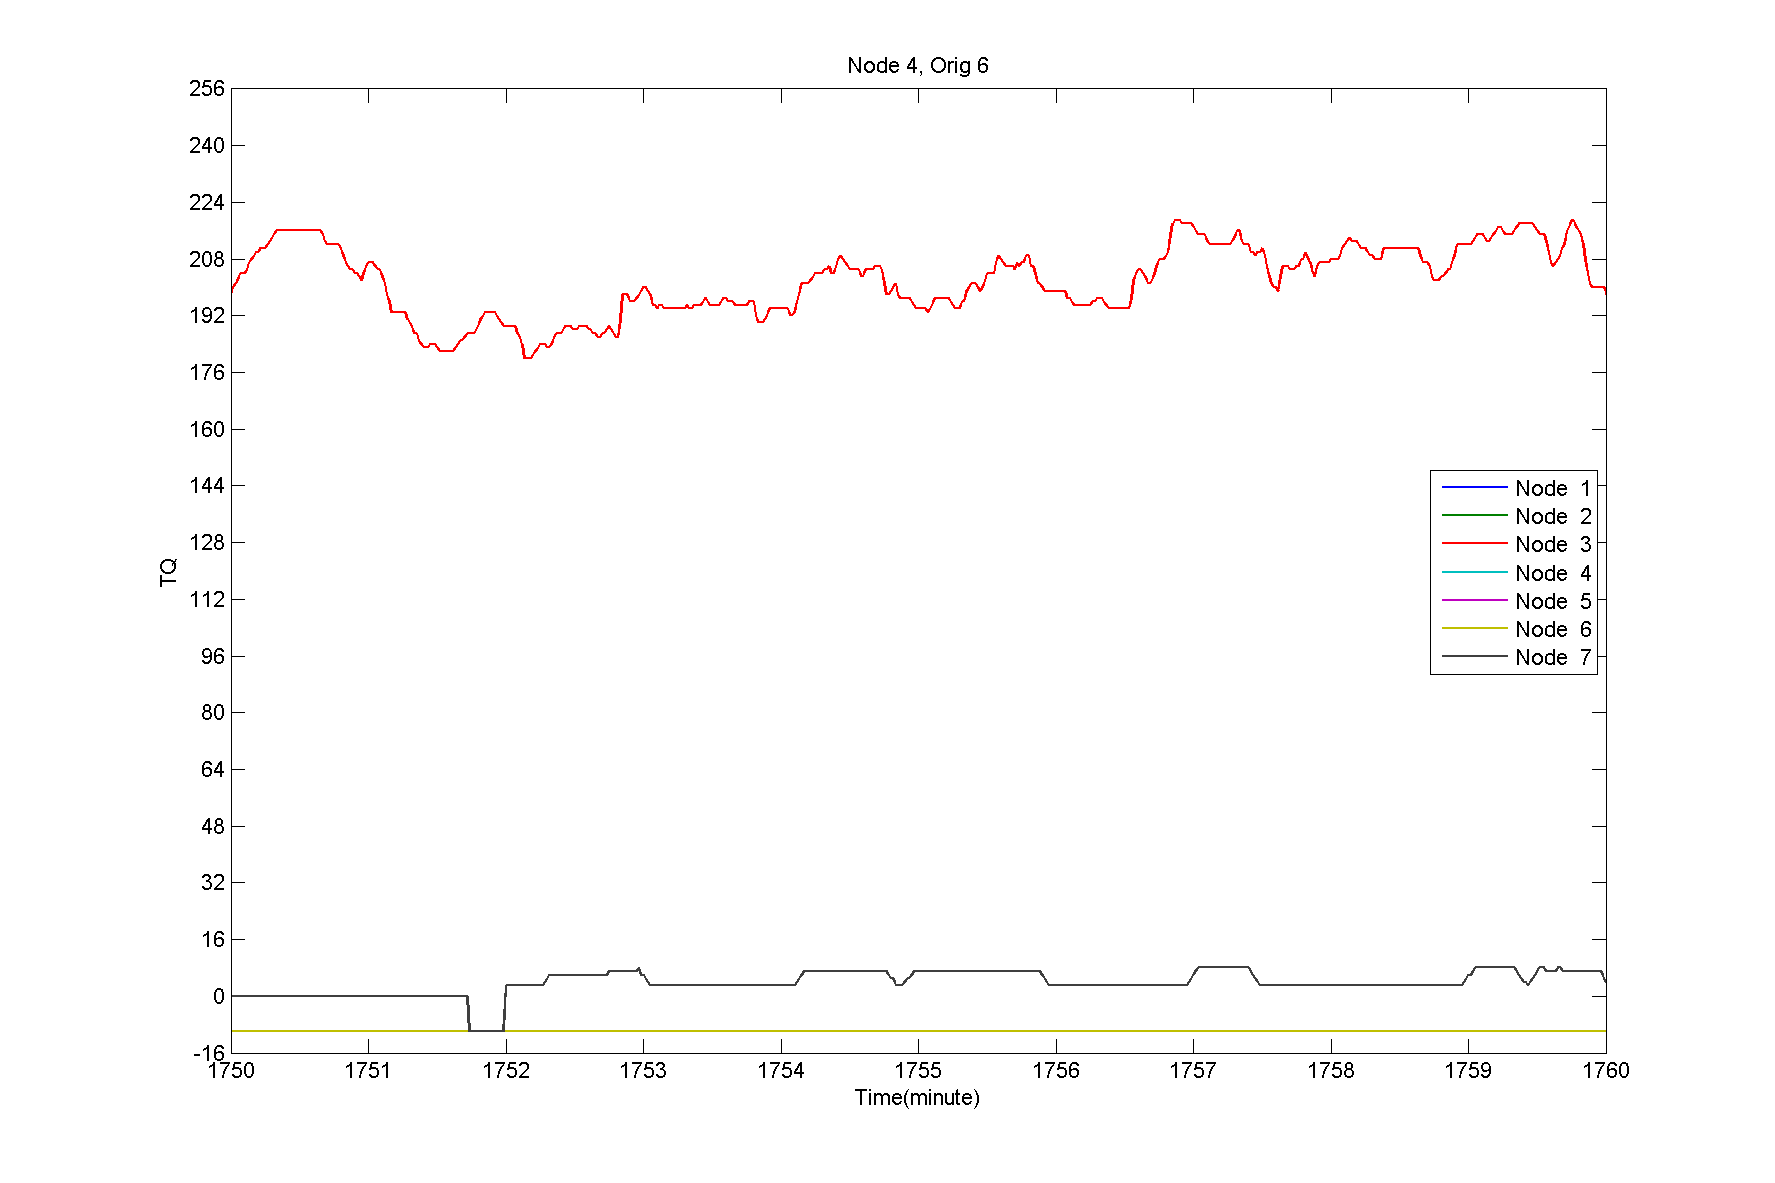 Node 4, Orig 6
256
240
224
208
192
176
160
144
128
112
96
80
64
48
32
16
0
-16
TQ
Node 1
Node 2
Node 3
Node 4
Node 5
Node 6
Node 7
1750 1751 1752 1753 1754 1755 1756 1757 1758 1759 1760
Time(minute)